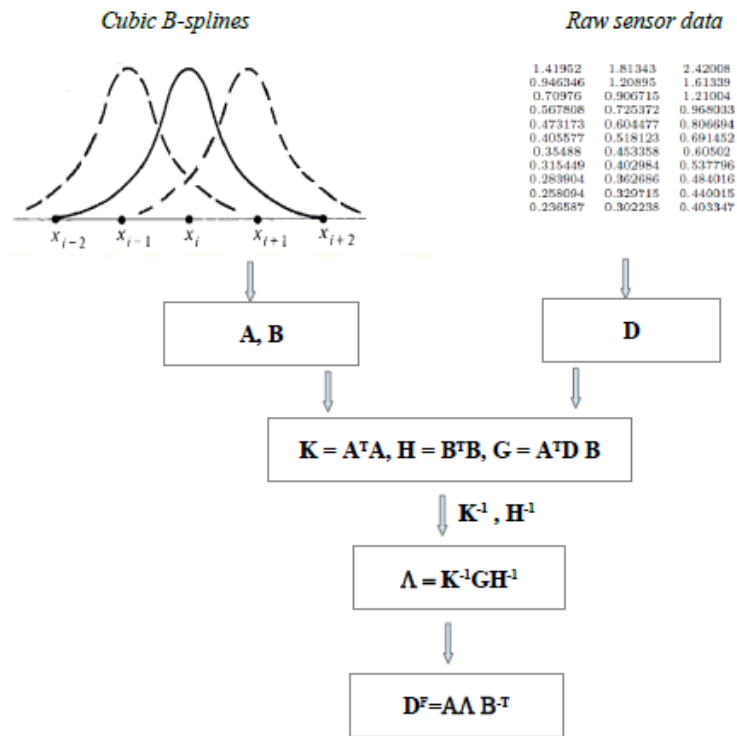 Cubic B-splines
Raw sensor data
1.41952 1.81343 2.42008
0.946346 1.20895 1.61339
0.70976 0.906715 1.21004
0.567808 0.725372 0.968033
0.473173 0.604477 0.806694
0.405577 0.518123 0.691452
0.35488 0.453358 0.60502
0.315449 0.402984 0.537796
0.283904 0.362686 0.484016
0.258094 0.329715 0.440015
0.236587 0.302238 0.403347
x_{i-2} x_{i-1} x_i x_{i+1} x_{i+2}
A, B
D
K = AᵀA, H = BᵀB, G = AᵀD B
K⁻¹ , H⁻¹
Λ = K⁻¹GH⁻¹
Dᶠ=AΛ B⁻ᵀ